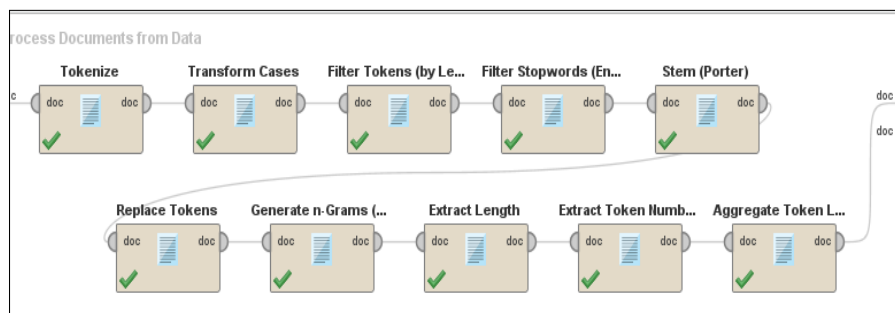 rocess Documents from Data
Tokenize Transform Cases Filter Tokens (by Le... Filter Stopwords (En... Stem (Porter)
c doc doc doc doc doc doc doc doc doc doc doc
doc
Replace Tokens Generate n-Grams (... Extract Length Extract Token Numb... Aggregate Token L...
doc doc doc doc doc doc doc doc doc doc